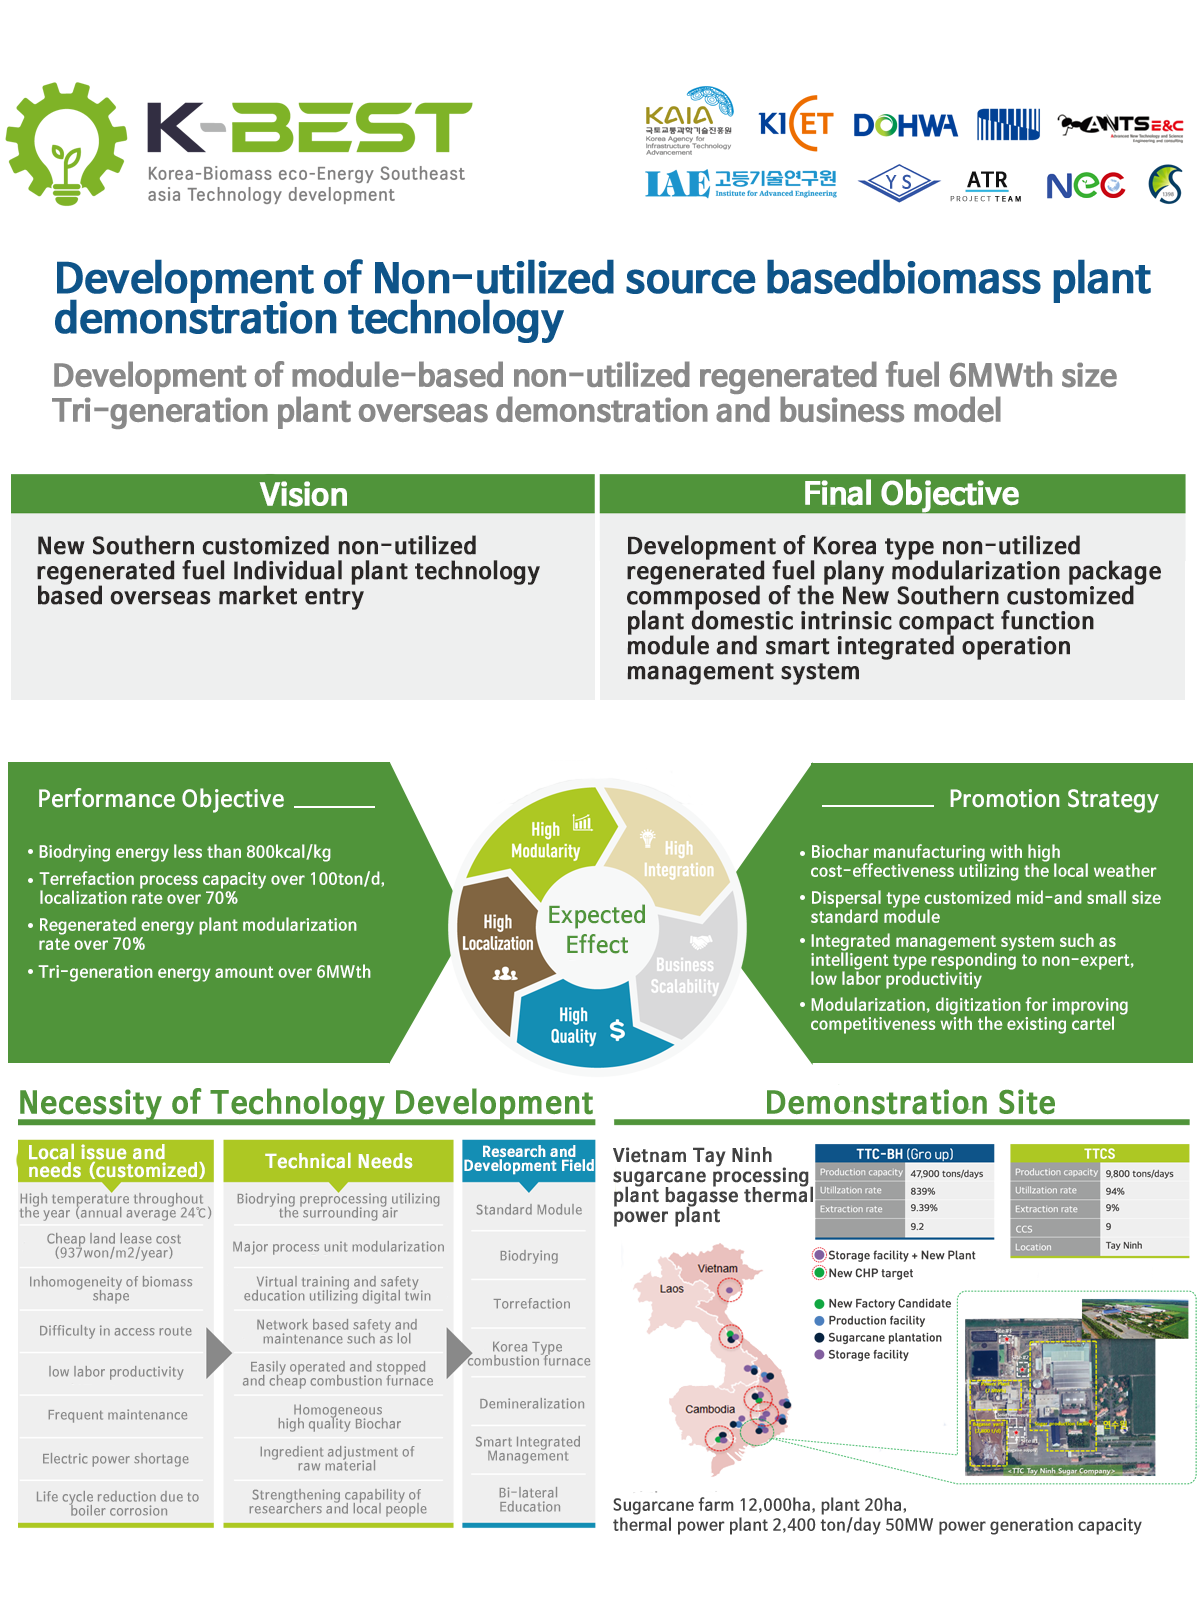 K-BEST
Korea-Biomass eco-Energy Southeast
asia Technology development
KAIA
국토교통과학기술진흥원
Korea Agency for
Infrastructure Technology
Advancement
KICET
DOHWA
ANTS E&C
Advanced New Technology and Science
Engineering and consulting
IAE 고등기술연구원
Institute for Advanced Engineering
YS
ATR
PROJECT TEAM
NeC
1398
Development of Non-utilized source basedbiomass plant
demonstration technology
Development of module-based non-utilized regenerated fuel 6MWth size
Tri-generation plant overseas demonstration and business model
Vision
New Southern customized non-utilized
regenerated fuel Individual plant technology
based overseas market entry
Final Objective
Development of Korea type non-utilized
regenerated fuel plany modularization package
commposed of the New Southern customized
plant domestic intrinsic compact function
module and smart integrated operation
management system
Performance Objective
• Biodrying energy less than 800kcal/kg
• Terrefaction process capacity over 100ton/d,
localization rate over 70%
• Regenerated energy plant modularization
rate over 70%
• Tri-generation energy amount over 6MWth
High
Modularity
High
Integration
High
Localization
Expected
Effect
Business
Scalability
High
Quality
$
Promotion Strategy
• Biochar manufacturing with high
cost-effectiveness utilizing the local weather
• Dispersal type customized mid-and small size
standard module
• Integrated management system such as
intelligent type responding to non-expert,
low labor productivitiy
• Modularization, digitization for improving
competitiveness with the existing cartel
Necessity of Technology Development
Local issue and
needs (customized)
High temperature throughout
the year (annual average 24℃)
Cheap land lease cost
(937won/m2/year)
Inhomogeneity of biomass
shape
Difficulty in access route
low labor productivity
Frequent maintenance
Electric power shortage
Life cycle reduction due to
boiler corrosion
Technical Needs
Biodrying preprocessing utilizing
the surrounding air
Major process unit modularization
Virtual training and safety
education utilizing digital twin
Network based safety and
maintenance such as lol
Easily operated and stopped
and cheap combustion furnace
Homogeneous
high quality Biochar
Ingredient adjustment of
raw material
Strengthening capability of
researchers and local people
Research and
Development Field
Standard Module
Biodrying
Torrefaction
Korea Type
combustion furnace
Demineralization
Smart Integrated
Management
Bi-lateral
Education
Demonstration Site
Vietnam Tay Ninh
sugarcane processing
plant bagasse thermal
power plant
TTC-BH (Gro up)
Production capacity 47,900 tons/days
Utillzation rate 839%
Extraction rate 9.39%
9.2
TTCS
Production capacity 9,800 tons/days
Utillzation rate 94%
Extraction rate 9%
CCS 9
Location Tay Ninh
Storage facility + New Plant
New CHP target
New Factory Candidate
Production facility
Sugarcane plantation
Storage facility
Vietnam
Laos
Cambodia
<TTC Tay Ninh Sugar Company>
Sugarcane farm 12,000ha, plant 20ha,
thermal power plant 2,400 ton/day 50MW power generation capacity